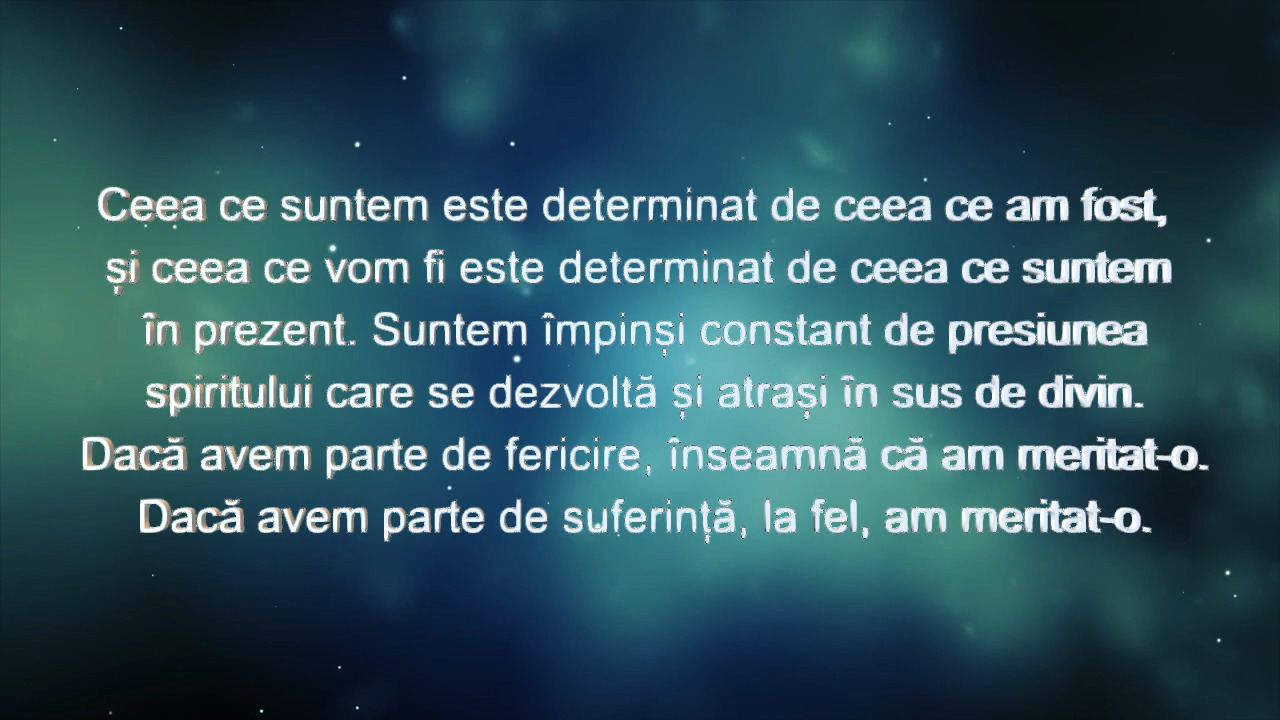 Ceea ce suntem este determinat de ceea ce am fost,
și ceea ce vom fi este determinat de ceea ce suntem
în prezent. Suntem împinși constant de presiunea
spiritului care se dezvoltă și atrași în sus de divin.
Dacă avem parte de fericire, înseamnă că am meritat-o.
Dacă avem parte de suferință, la fel, am meritat-o.